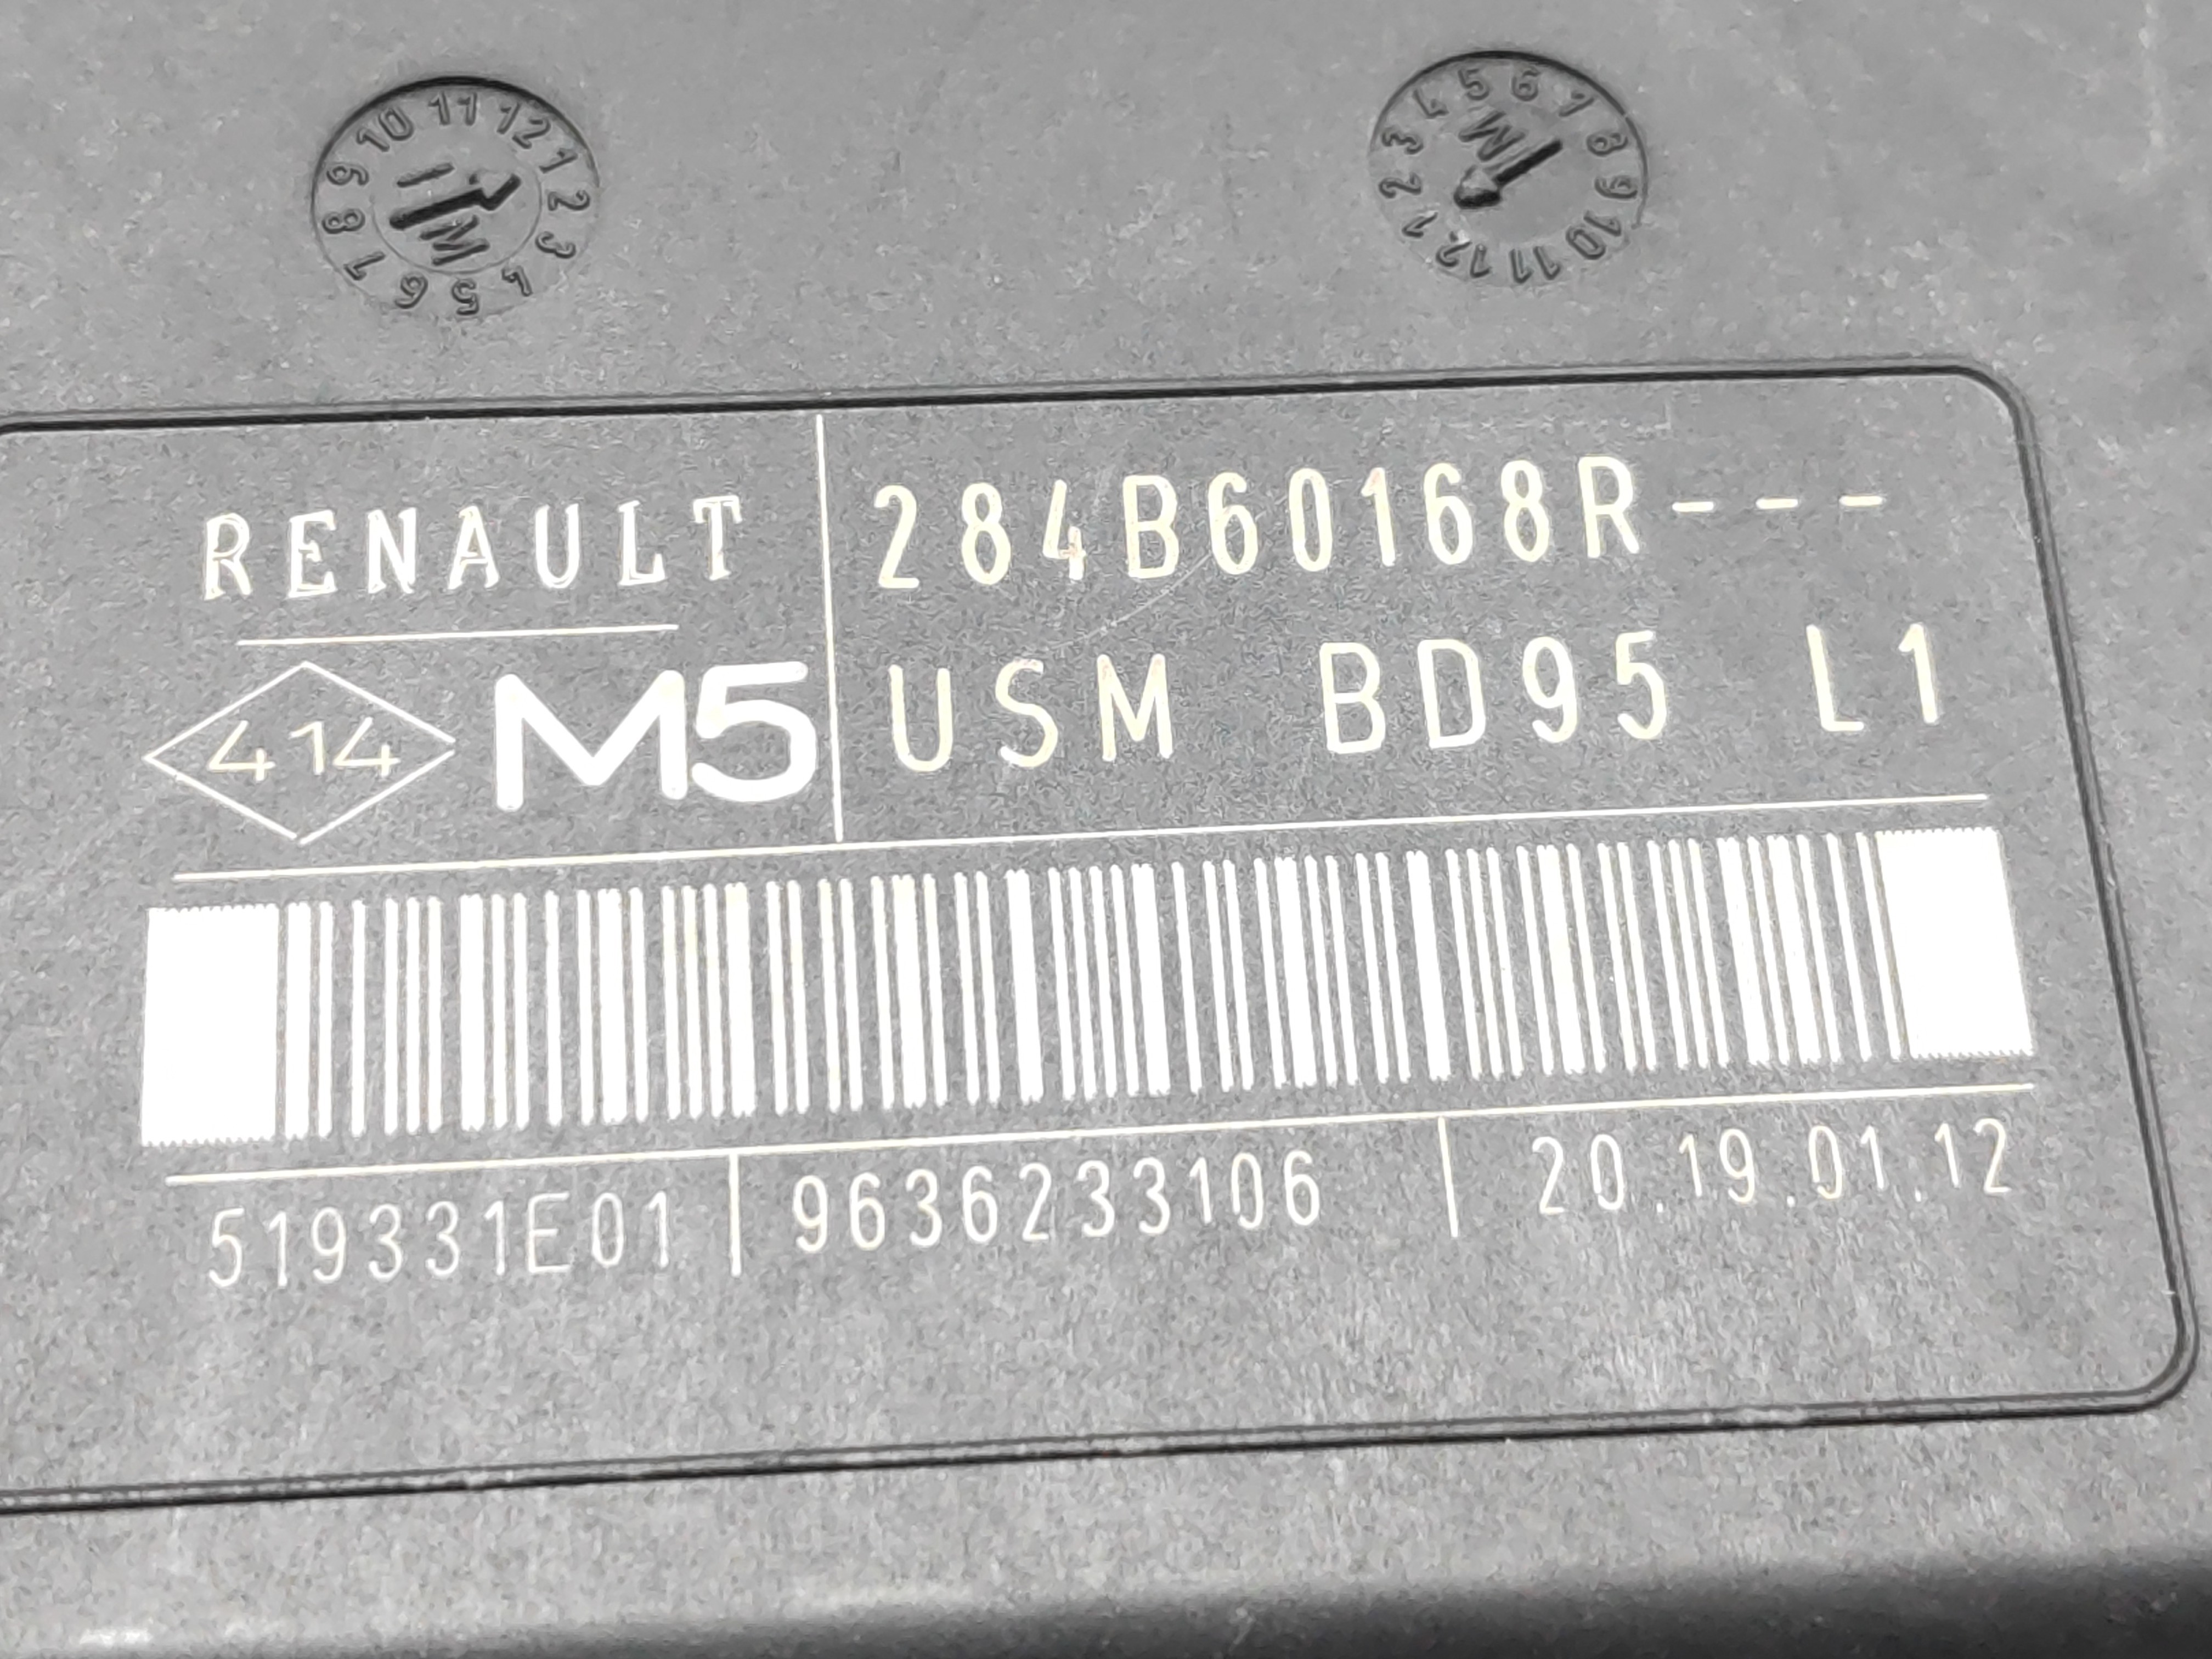 10 11 12 1 2 3 4 5 6 7 8 9
1 2 3 4 5 6 7 8 9 10 11 12
RENAULT
284B60168R---
414
M5
USM BD95 L1
519331E01
9636233106
20.19.01.12